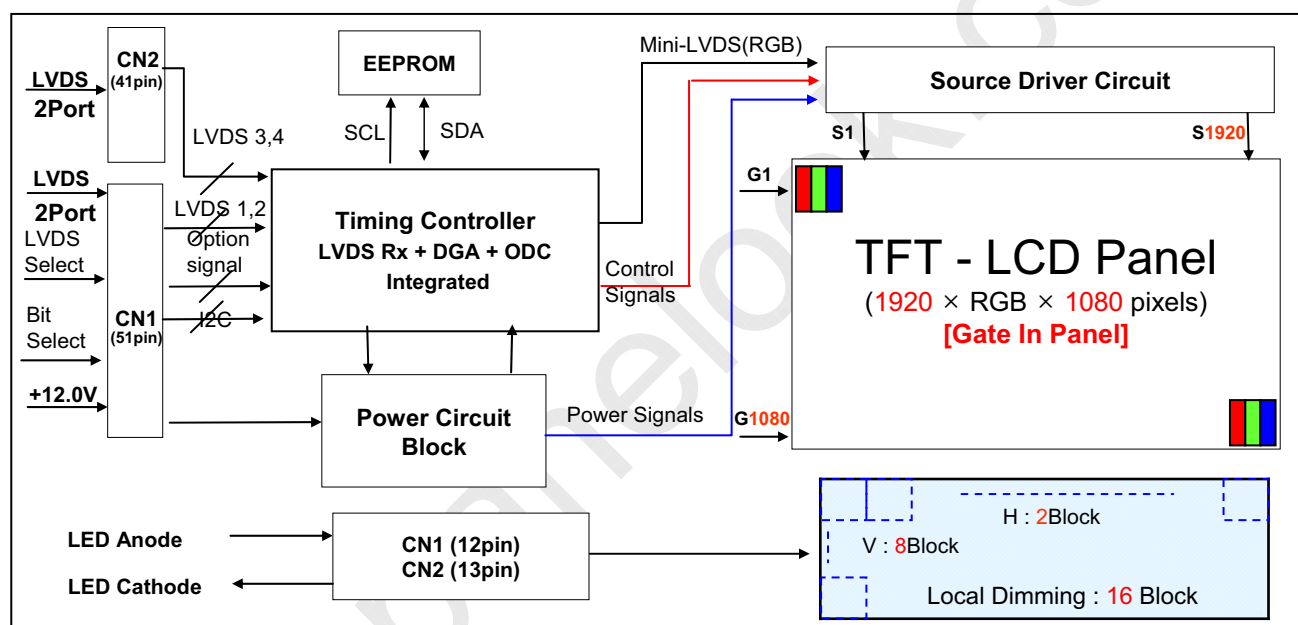 CN2
(41pin)
LVDS
2Port
EEPROM
SCL
SDA
LVDS 3,4
Mini-LVDS(RGB)
Source Driver Circuit
S1
S1920
LVDS
2Port
LVDS
Select
Bit
Select
+12.0V
CN1
(51pin)
LVDS 1,2
Option
signal
I2C
Timing Controller
LVDS Rx + DGA + ODC
Integrated
Control
Signals
G1
TFT - LCD Panel
(1920 × RGB × 1080 pixels)
[Gate In Panel]
G1080
Power Circuit
Block
Power Signals
LED Anode
LED Cathode
CN1 (12pin)
CN2 (13pin)
H : 2Block
V : 8Block
Local Dimming : 16 Block
panelook.co